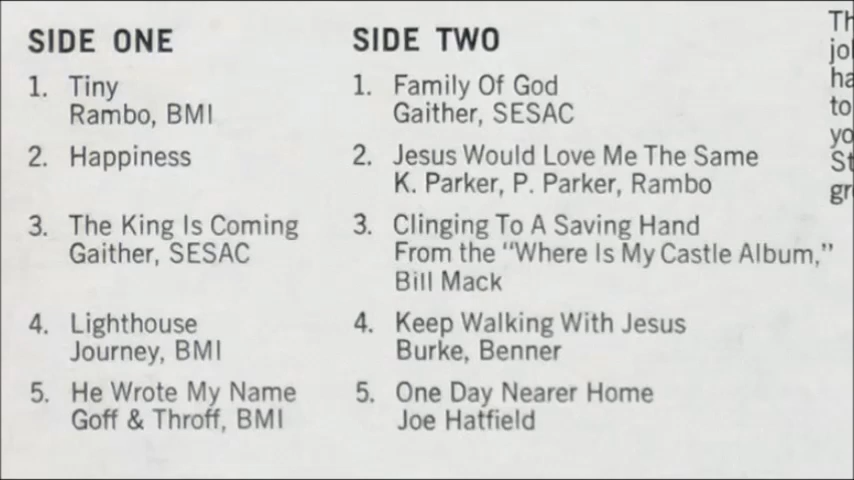 SIDE ONE
1. Tiny
Rambo, BMI
2. Happiness
3. The King Is Coming
Gaither, SESAC
4. Lighthouse
Journey, BMI
5. He Wrote My Name
Goff & Throff, BMI
SIDE TWO
1. Family Of God
Gaither, SESAC
2. Jesus Would Love Me The Same
K. Parker, P. Parker, Rambo
3. Clinging To A Saving Hand
From the “Where Is My Castle Album,”
Bill Mack
4. Keep Walking With Jesus
Burke, Benner
5. One Day Nearer Home
Joe Hatfield
to